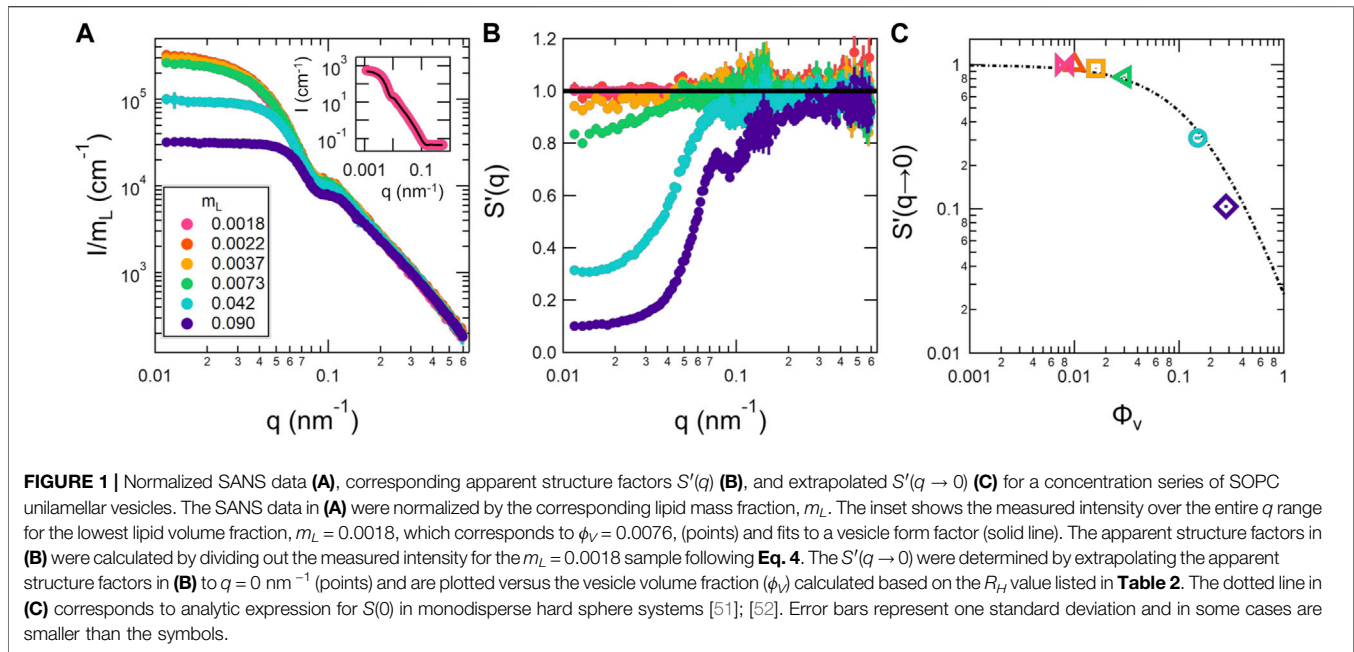 A
I/m_L (cm⁻¹)
10⁵
10⁴
10³
I (cm⁻¹)
10³
10¹
10⁻¹
0.001
0.1
q (nm⁻¹)
m_L
0.0018
0.0022
0.0037
0.0073
0.042
0.090
2 3 4 5 6 7 2 3 4 5 6
0.01 0.1
q (nm⁻¹)
B
S'(q)
1.2
1.0
0.8
0.6
0.4
0.2
0.0
2 3 4 5 6 7 2 3 4 5 6
0.01 0.1
q (nm⁻¹)
C
S'(q→0)
1
8
6
4
2
0.1
8
6
4
2
0.01
2 4 6 8 2 4 6 8 2 4 6 8
0.001 0.01 0.1 1
Φ_v
FIGURE 1 | Normalized SANS data (A), corresponding apparent structure factors S′(q) (B), and extrapolated S′(q → 0) (C) for a concentration series of SOPC
unilamellar vesicles. The SANS data in (A) were normalized by the corresponding lipid mass fraction, m_L. The inset shows the measured intensity over the entire q range
for the lowest lipid volume fraction, m_L = 0.0018, which corresponds to ϕ_V = 0.0076, (points) and fits to a vesicle form factor (solid line). The apparent structure factors in
(B) were calculated by dividing out the measured intensity for the m_L = 0.0018 sample following Eq. 4. The S′(q → 0) were determined by extrapolating the apparent
structure factors in (B) to q = 0 nm⁻¹ (points) and are plotted versus the vesicle volume fraction (ϕ_V) calculated based on the R_H value listed in Table 2. The dotted line in
(C) corresponds to analytic expression for S(0) in monodisperse hard sphere systems [51]; [52]. Error bars represent one standard deviation and in some cases are
smaller than the symbols.